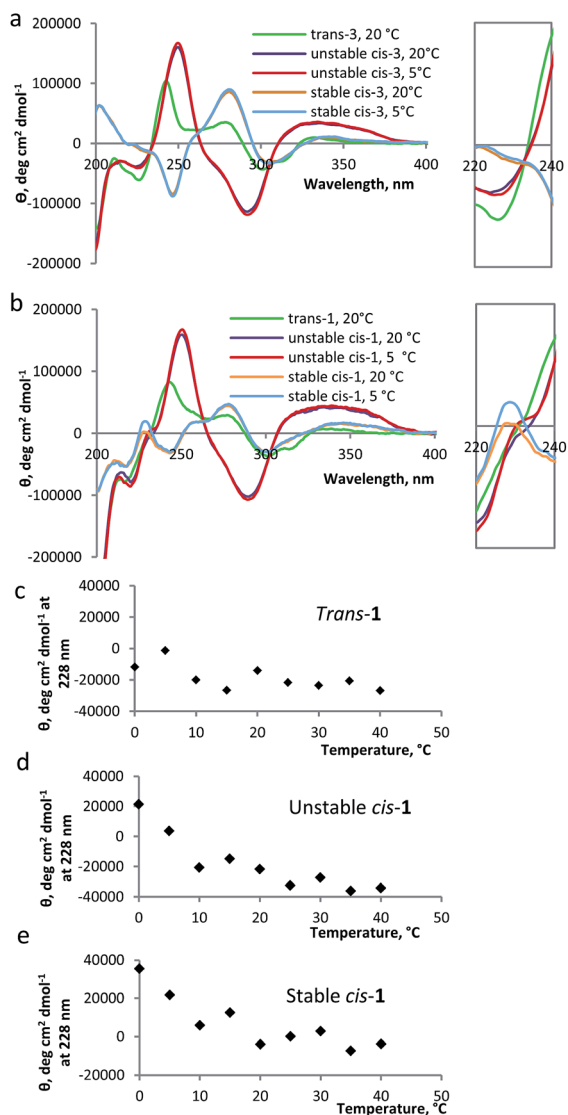 a
200000
100000
0
-100000
-200000
Θ, deg cm² dmol⁻¹
trans-3, 20 °C
unstable cis-3, 20°C
unstable cis-3, 5°C
stable cis-3, 20°C
stable cis-3, 5°C
200 250 300 350 400
Wavelength, nm
220 240
b
200000
100000
0
-100000
-200000
θ, deg cm² dmol⁻¹
trans-1, 20°C
unstable cis-1, 20 °C
unstable cis-1, 5 °C
stable cis-1, 20 °C
stable cis-1, 5 °C
200 250 300 350 400
Wavelength, nm
220 240
c
θ, deg cm² dmol⁻¹ at
228 nm
40000
20000
0
-20000
-40000
Trans-1
0 10 20 30 40 50
Temperature, °C
d
θ, deg cm² dmol⁻¹
at 228 nm
40000
20000
0
-20000
-40000
Unstable cis-1
0 10 20 30 40 50
Temperature, °C
e
θ, deg cm² dmol⁻¹
at 228 nm
40000
20000
0
-20000
Stable cis-1
0 10 20 30 40 50
Temperature, °C